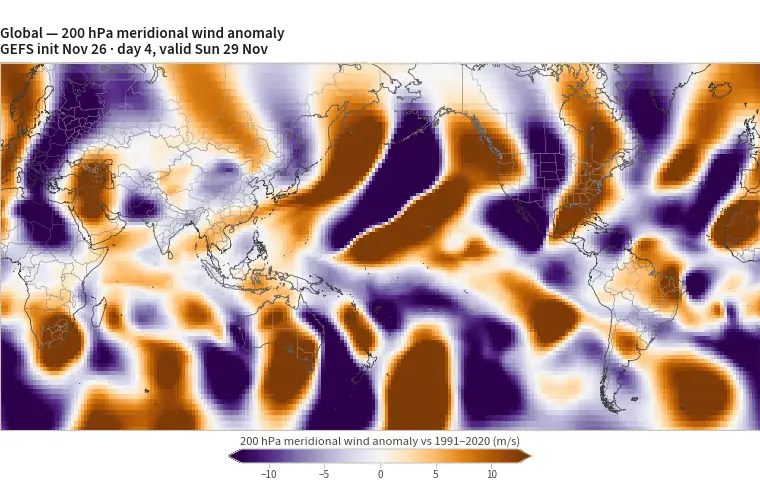 Global — 200 hPa meridional wind anomaly
GEFS init Nov 26 · day 4, valid Sun 29 Nov
200 hPa meridional wind anomaly vs 1991–2020 (m/s)
−10 −5 0 5 10